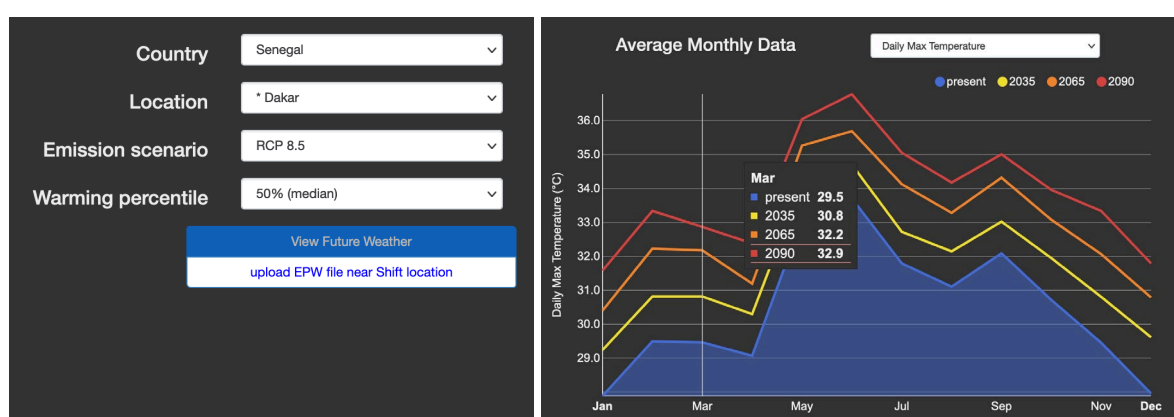 Country
Senegal
Location
* Dakar
Emission scenario
RCP 8.5
Warming percentile
50% (median)
View Future Weather
upload EPW file near Shift location
Average Monthly Data
Daily Max Temperature
present 2035 2065 2090
Daily Max Temperature (°C)
36.0
35.0
34.0
33.0
32.0
31.0
30.0
29.0
Mar
present 29.5
2035 30.8
2065 32.2
2090 32.9
Jan Mar May Jul Sep Nov Dec